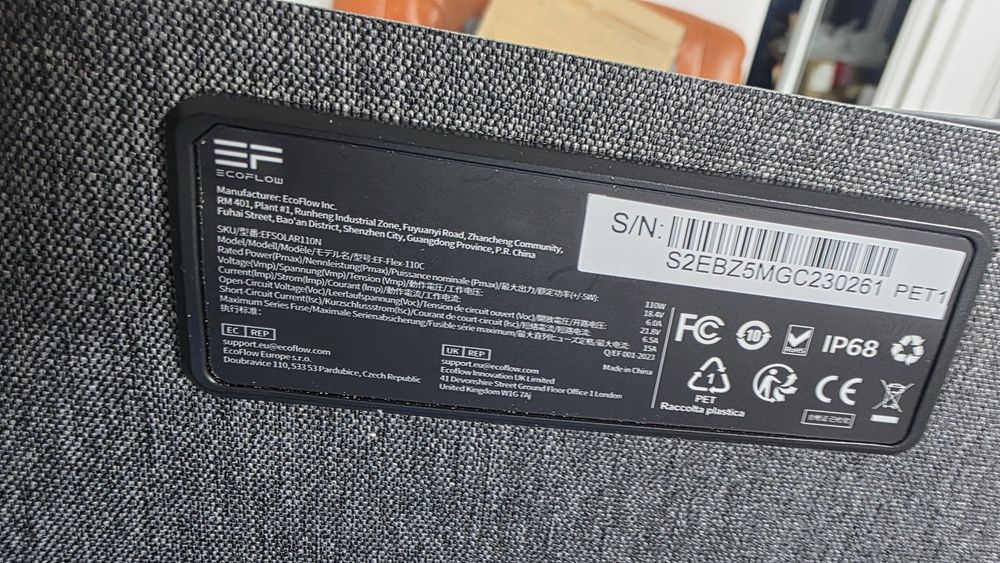 EF
ECOFLOW
Manufacturer: EcoFlow Inc.
RM 401, Plant #1, Runheng Industrial Zone, Fuyuanyi Road, Zhancheng Community,
Fuhai Street, Bao'an District, Shenzhen City, Guangdong Province, P.R. China
SKU/型番:EFSOLAR110N
Model/Modell/Modèle/モデル名/型号:EF-Flex-110C
Rated Power(Pmax)/Nennleistung(Pmax)/Puissance nominale (Pmax)/最大出力/额定功率(+/-5W): 110W
Voltage(Vmp)/Spannung(Vmp)/Tension (Vmp)/動作電圧/工作电压: 18.4V
Current(Imp)/Strom(Imp)/Courant (Imp)/動作電流/工作电流: 6.0A
Open-Circuit Voltage(Voc)/Leerlaufspannung(Voc)/Tension de circuit ouvert (Voc)/開放電圧/开路电压: 21.8V
Short-Circuit Current(Isc)/Kurzschlussstrom(Isc)/Courant de court-circuit (Isc)/短絡電流/短路电流: 6.5A
Maximum Series Fuse/Maximale Serienabsicherung/Fusible série maximum/最大直列ヒューズ定格/最大电流: 15A
执行标准: Q/EF 001-2023
Made in China
EC REP
support.eu@ecoflow.com
EcoFlow Europe s.r.o.
Doubravice 110, 533 53 Pardubice, Czech Republic
UK REP
support.eu@ecoflow.com
Ecoflow Innovation UK Limited
41 Devonshire Street Ground Floor Office 1 London
United Kingdom W1G 7Aj
S/N:
S2EBZ5MGC230261 PET1
FC 10 RoHS IP68
1 CE
PET
Raccolta plastica